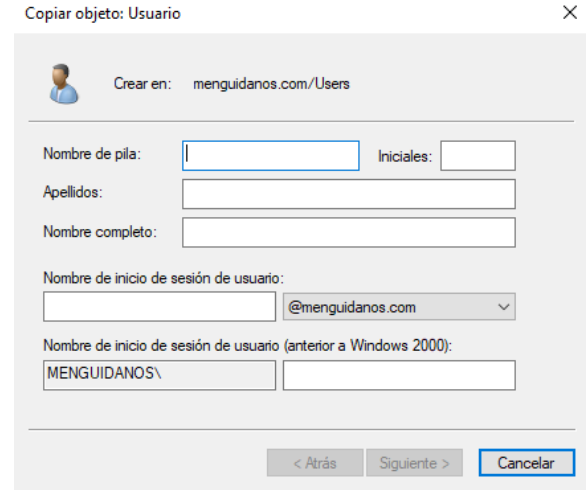 Copiar objeto: Usuario
Crear en: menguidanos.com/Users
Nombre de pila: Iniciales:
Apellidos:
Nombre completo:
Nombre de inicio de sesión de usuario:
@menguidanos.com
Nombre de inicio de sesión de usuario (anterior a Windows 2000):
MENGUIDANOS\
< Atrás Siguiente > Cancelar